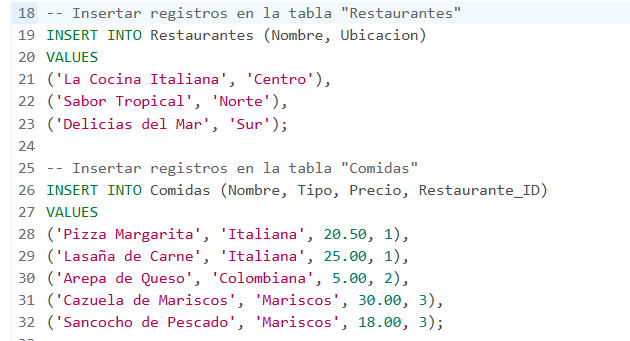 18 -- Insertar registros en la tabla "Restaurantes"
19 INSERT INTO Restaurantes (Nombre, Ubicacion)
20 VALUES
21 ('La Cocina Italiana', 'Centro'),
22 ('Sabor Tropical', 'Norte'),
23 ('Delicias del Mar', 'Sur');
24
25 -- Insertar registros en la tabla "Comidas"
26 INSERT INTO Comidas (Nombre, Tipo, Precio, Restaurante_ID)
27 VALUES
28 ('Pizza Margarita', 'Italiana', 20.50, 1),
29 ('Lasaña de Carne', 'Italiana', 25.00, 1),
30 ('Arepa de Queso', 'Colombiana', 5.00, 2),
31 ('Cazuela de Mariscos', 'Mariscos', 30.00, 3),
32 ('Sancocho de Pescado', 'Mariscos', 18.00, 3);